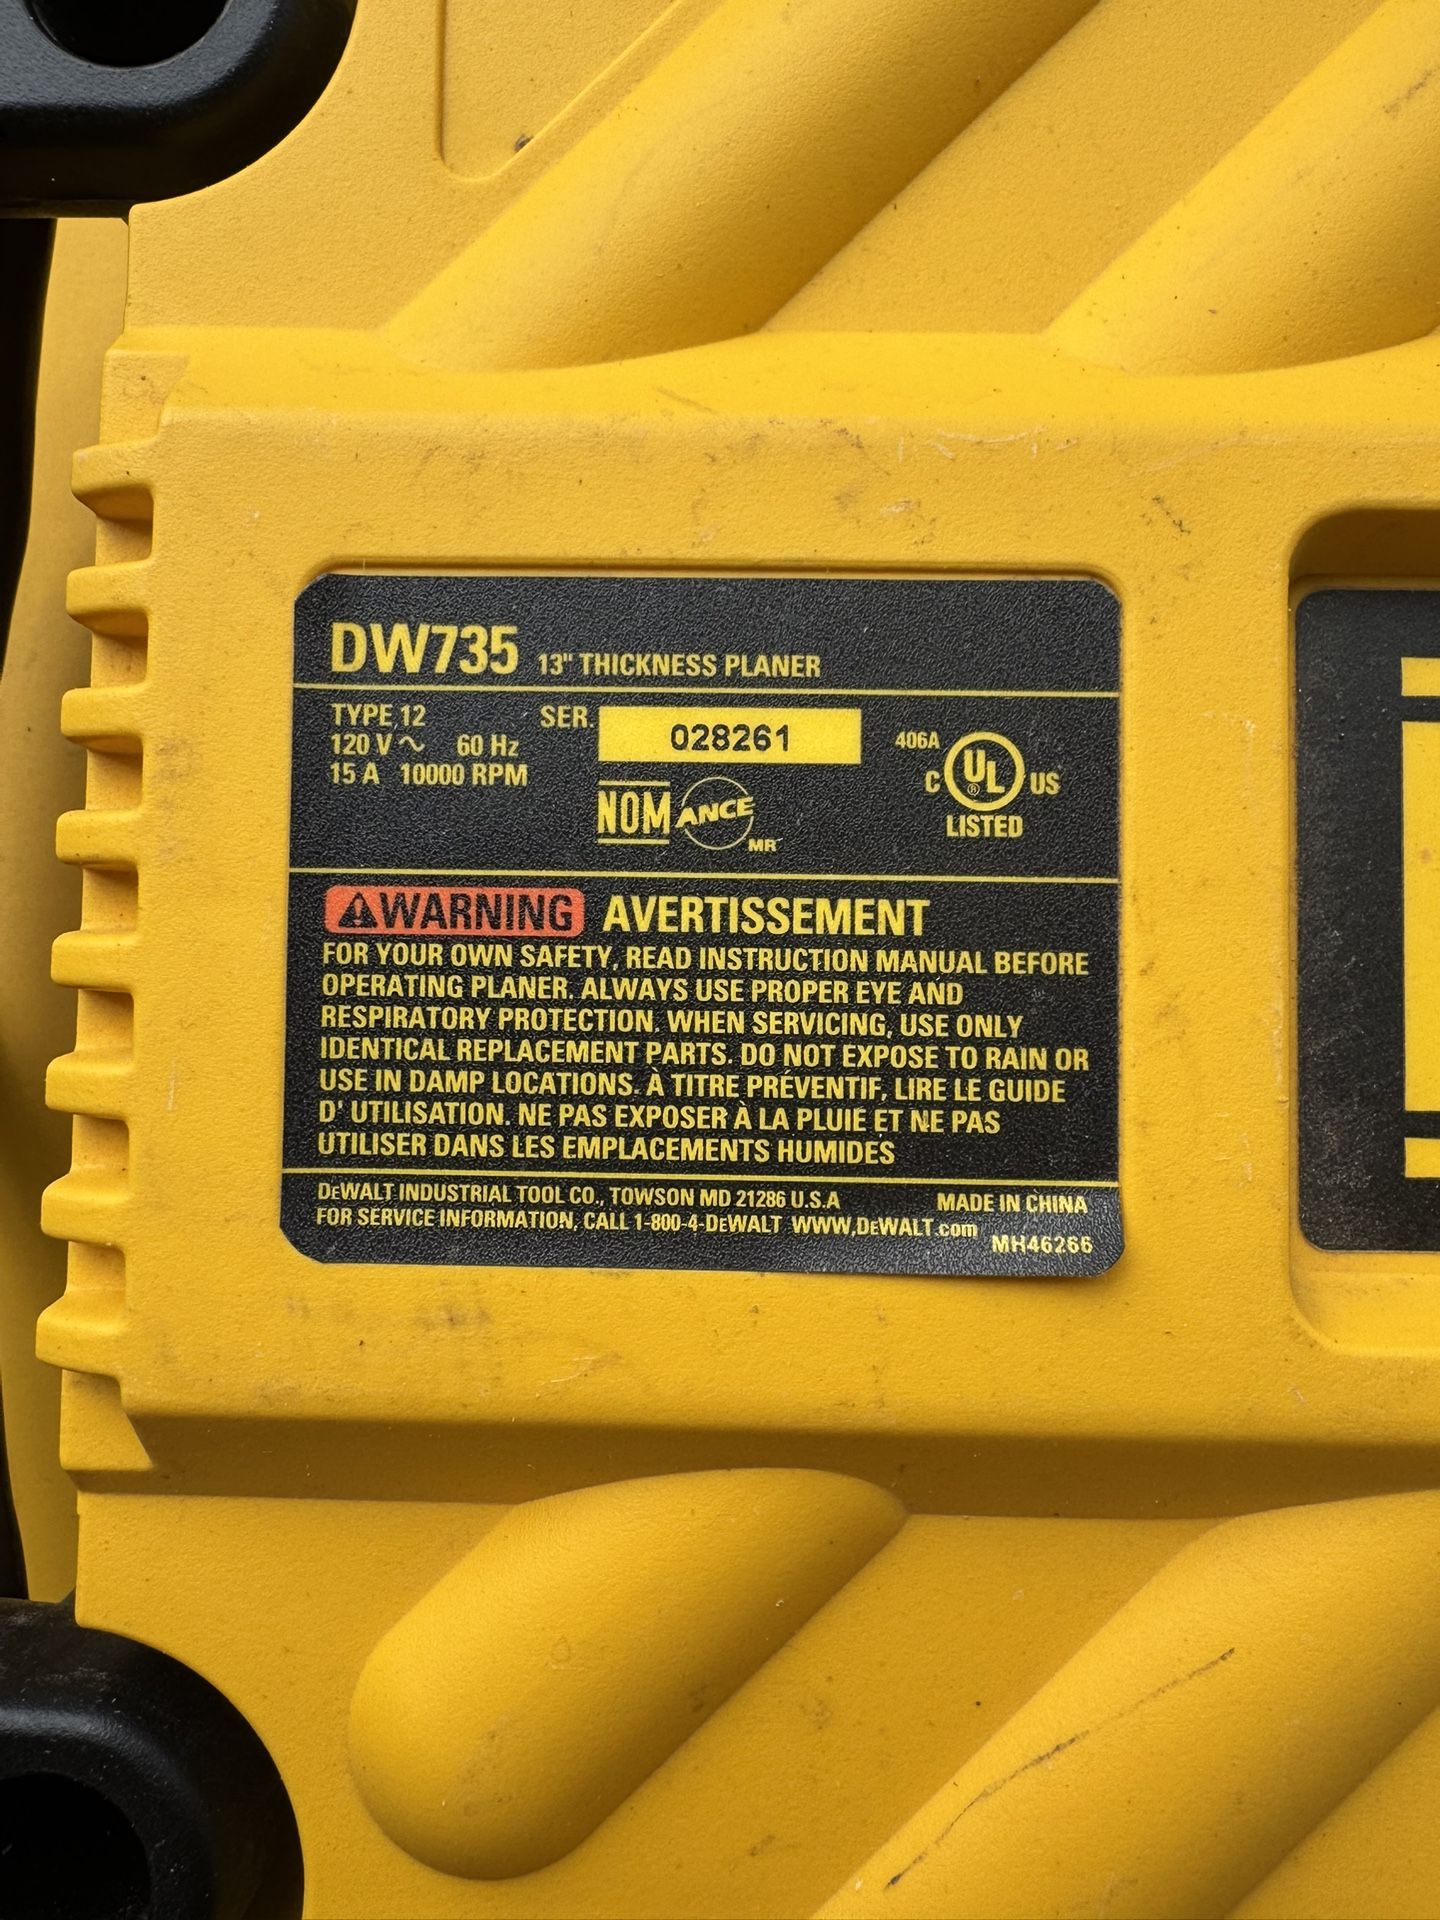 DW735 13" THICKNESS PLANER
TYPE 12
120 V ~ 60 Hz
15 A 10000 RPM
SER. 028261
NOM ANCE MR
406A
C UL ® US
LISTED
WARNING AVERTISSEMENT
FOR YOUR OWN SAFETY, READ INSTRUCTION MANUAL BEFORE
OPERATING PLANER. ALWAYS USE PROPER EYE AND
RESPIRATORY PROTECTION. WHEN SERVICING, USE ONLY
IDENTICAL REPLACEMENT PARTS. DO NOT EXPOSE TO RAIN OR
USE IN DAMP LOCATIONS. À TITRE PRÉVENTIF, LIRE LE GUIDE
D' UTILISATION. NE PAS EXPOSER À LA PLUIE ET NE PAS
UTILISER DANS LES EMPLACEMENTS HUMIDES
DEWALT INDUSTRIAL TOOL CO., TOWSON MD 21286 U.S.A
MADE IN CHINA
FOR SERVICE INFORMATION, CALL 1-800-4-DEWALT WWW,DEWALT.com
MH46266